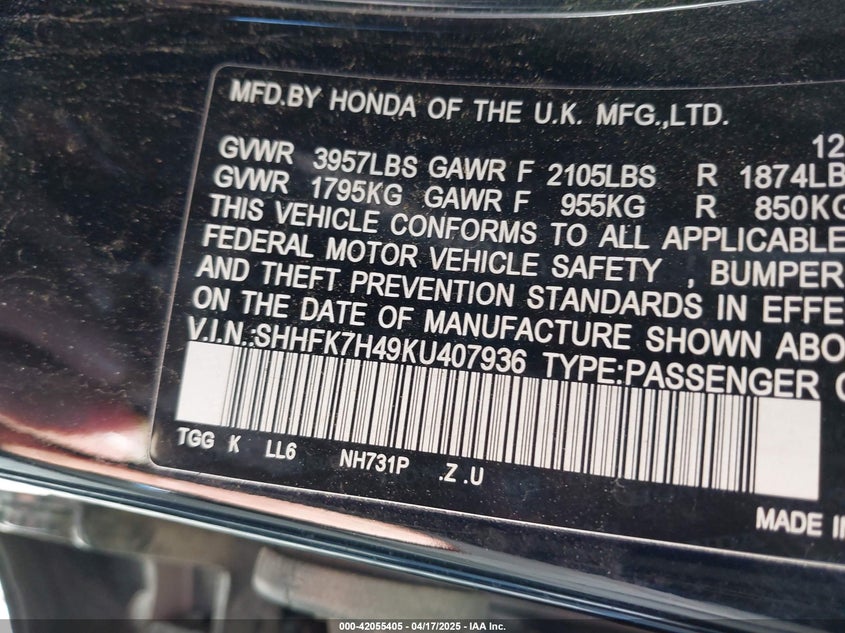 MFD.BY HONDA OF THE U.K. MFG.,LTD.
12
GVWR 3957LBS GAWR F 2105LBS R 1874LB
GVWR 1795KG GAWR F 955KG R 850KG
THIS VEHICLE CONFORMS TO ALL APPLICABLE
FEDERAL MOTOR VEHICLE SAFETY , BUMPER
AND THEFT PREVENTION STANDARDS IN EFFE
ON THE DATE OF MANUFACTURE SHOWN ABO
V.I.N.:SHHFK7H49KU407936 TYPE:PASSENGER C
TGG K LL6 NH731P .Z .U
MADE IN
000-42055405 - 04/17/2025 - IAA Inc.